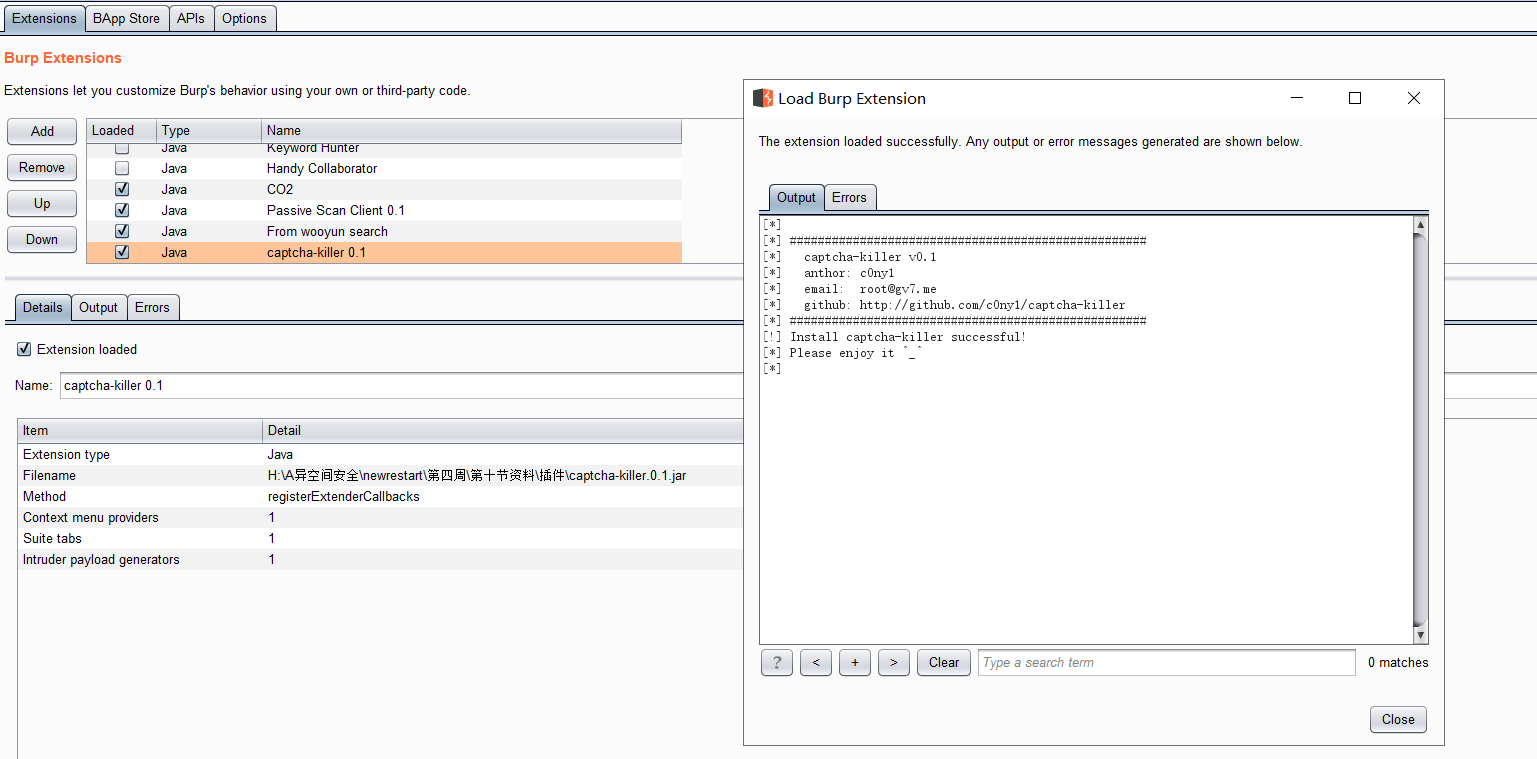 Extensions BApp Store APIs Options
Burp Extensions
Extensions let you customize Burp's behavior using your own or third-party code.
Add
Remove
Up
Down
Loaded Type Name
Java Keyword Hunter
Java Handy Collaborator
Java CO2
Java Passive Scan Client 0.1
Java From wooyun search
Java captcha-killer 0.1
Details Output Errors
Extension loaded
Name: captcha-killer 0.1
Item Detail
Extension type Java
Filename H:\A异空间安全\newrestart\第四周\第十节资料\插件\captcha-killer.0.1.jar
Method registerExtenderCallbacks
Context menu providers 1
Suite tabs 1
Intruder payload generators 1
Load Burp Extension
The extension loaded successfully. Any output or error messages generated are shown below.
Output Errors
[*]
[*] ###################################################
[*] captcha-killer v0.1
[*] anthor: c0ny1
[*] email: root@gv7.me
[*] github: http://github.com/c0ny1/captcha-killer
[*] ###################################################
[!] Install captcha-killer successful!
[*] Please enjoy it ^_^
[*]
? < + > Clear Type a search term 0 matches
Close